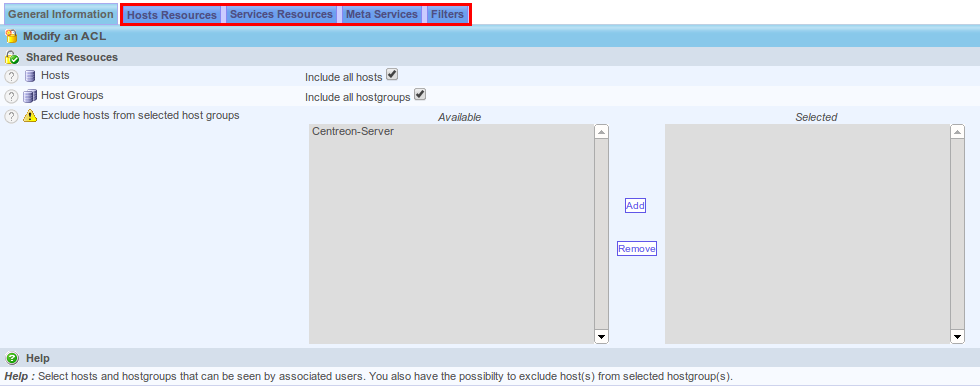 General Information Hosts Resources Services Resources Meta Services Filters
Modify an ACL
Shared Resouces
? Hosts Include all hosts
? Host Groups Include all hostgroups
? Exclude hosts from selected host groups
Available Selected
Centreon-Server
Add
Remove
? Help
Help : Select hosts and hostgroups that can be seen by associated users. You also have the possibilty to exclude host(s) from selected hostgroup(s).